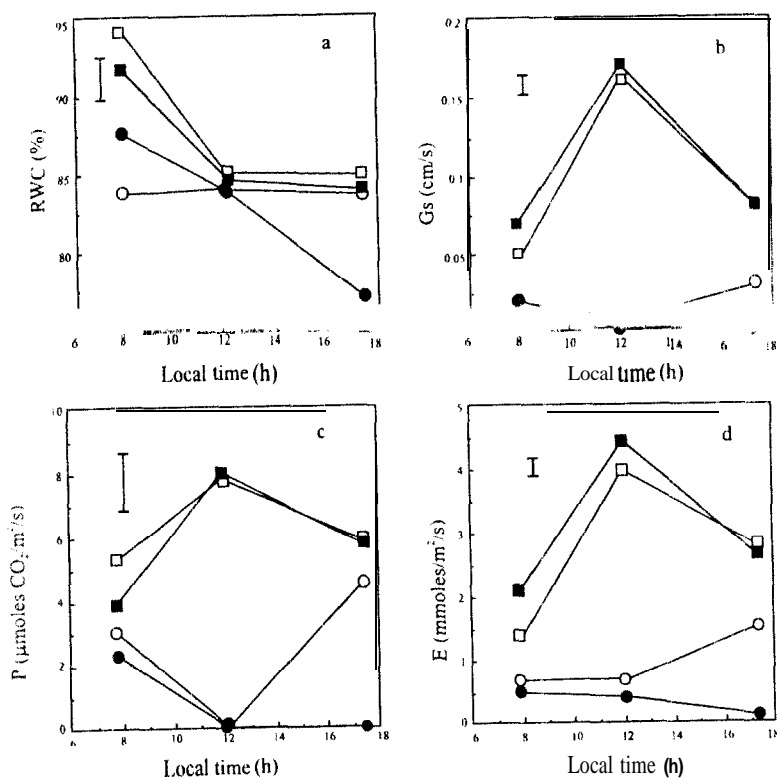 a
95
90
85
80
RWC (%)
6 8 10 12 14 16 18
Local time (h)
b
0.2
0.15
0.1
0.05
Gs (cm/s)
6 8 10 12 14 16 18
Local tume (h)
c
10
8
6
4
2
0
P (µmoles CO₂/m²/s)
6 8 10 12 14 16 18
Local time (h)
d
5
4
3
2
1
0
E (mmoles/m²/s)
6 8 10 12 14 16 18
Local time (h)